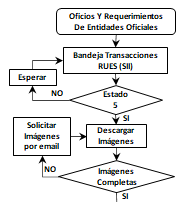 Oficios Y Requerimientos
De Entidades Oficiales
Bandeja Transacciones
RUES (SII)
Esperar
Estado
5
NO
SI
Solicitar
Imágenes
por email
Descargar
Imágenes
NO
Imágenes
Completas
SI